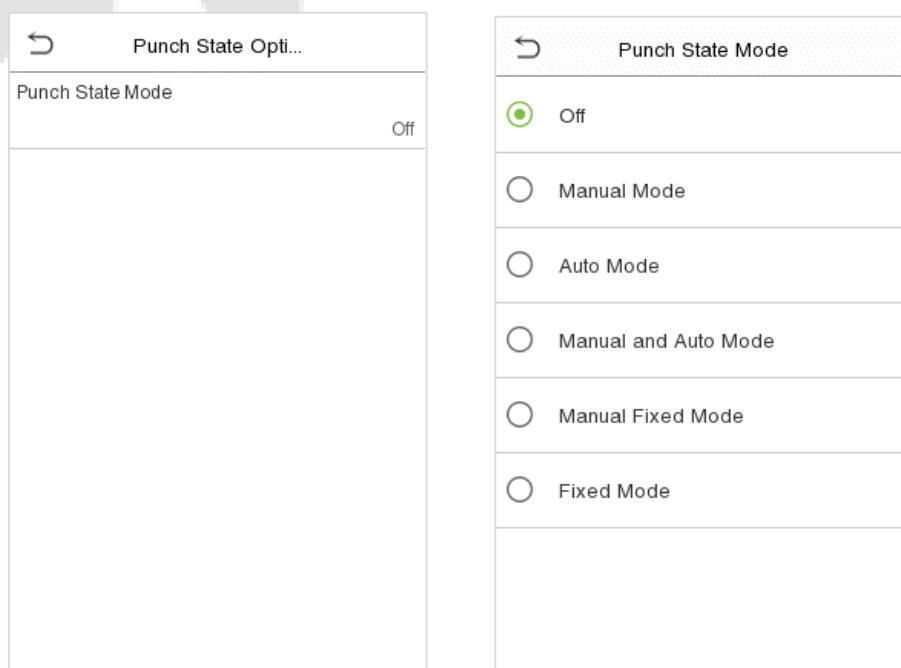 Punch State Opti...
Punch State Mode
Off
Punch State Mode
Off
Manual Mode
Auto Mode
Manual and Auto Mode
Manual Fixed Mode
Fixed Mode